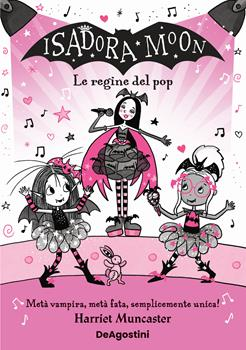 ISADORA MOON
Le regine del pop
Metà vampira, metà fata, semplicemente unica!
Harriet Muncaster
DeAgostini